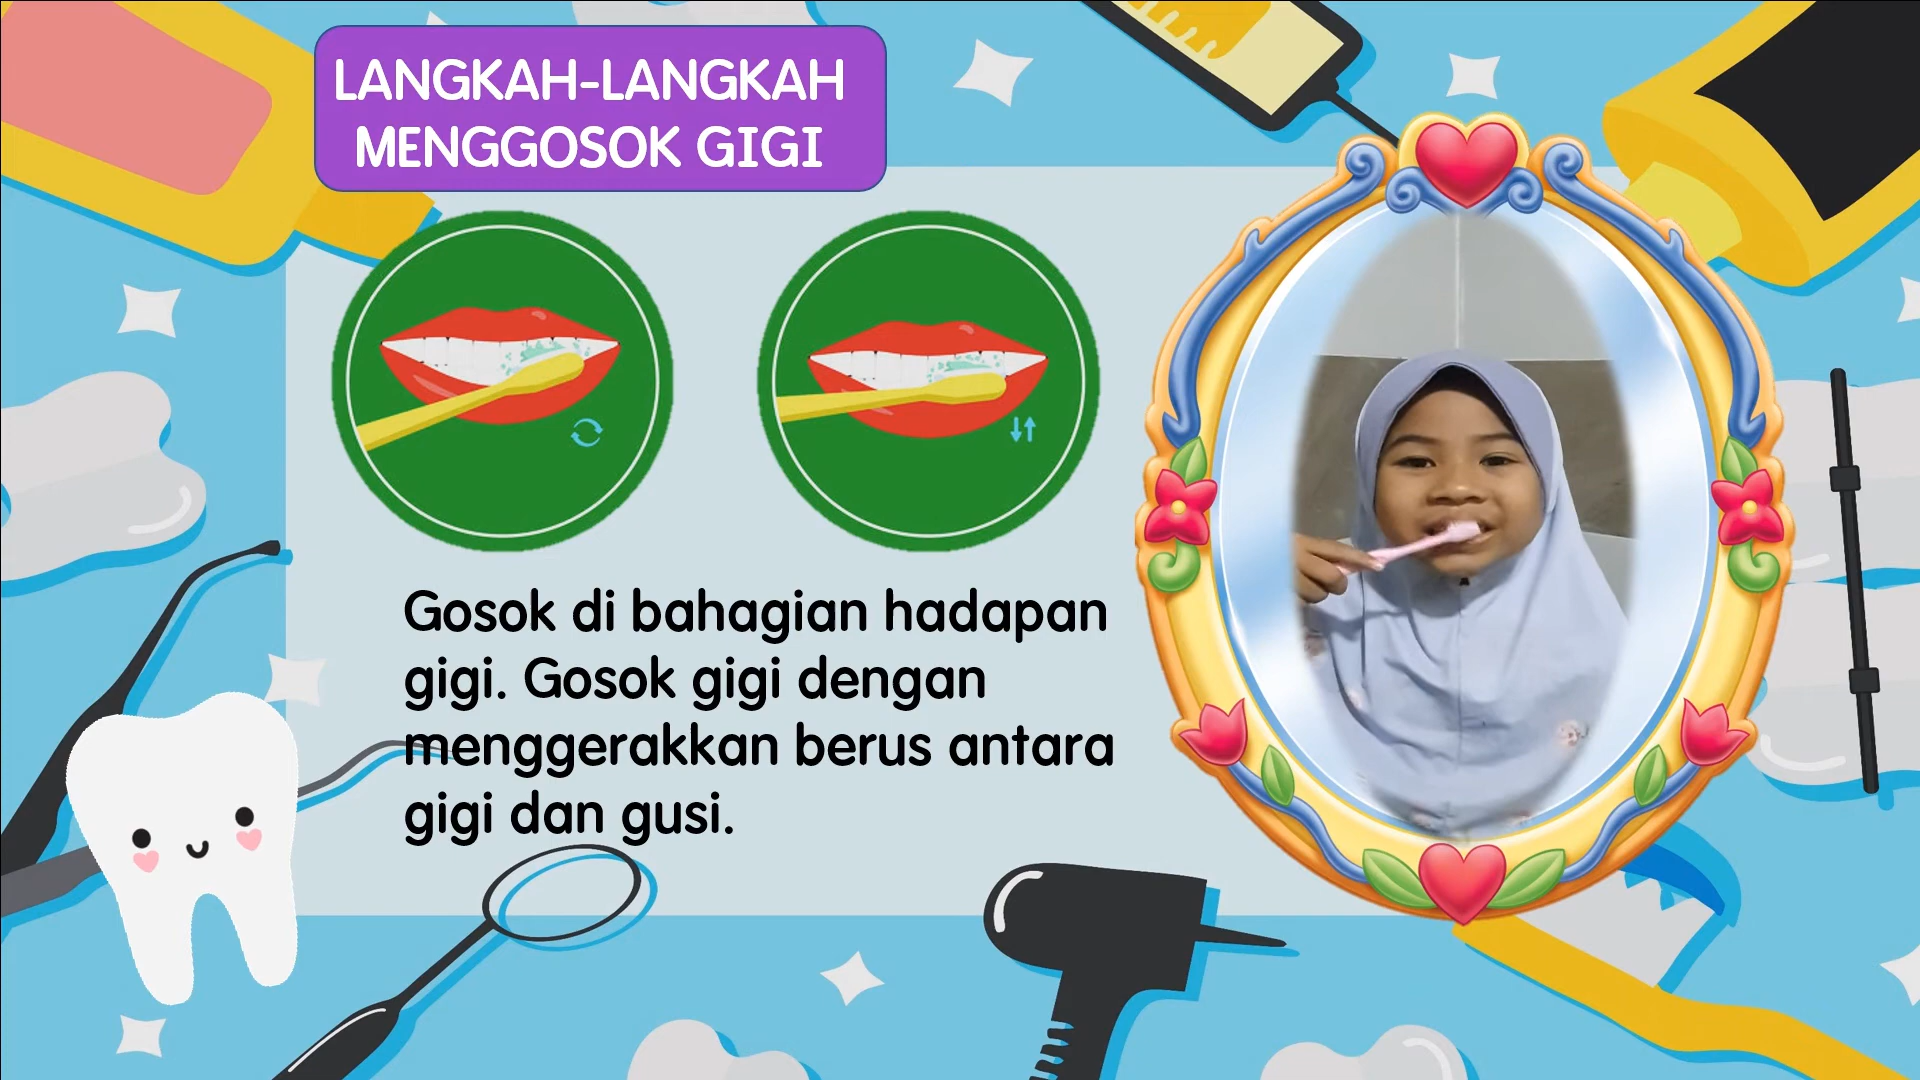 LANGKAH-LANGKAH
MENGGOSOK GIGI
Gosok di bahagian hadapan
gigi. Gosok gigi dengan
menggerakkan berus antara
gigi dan gusi.